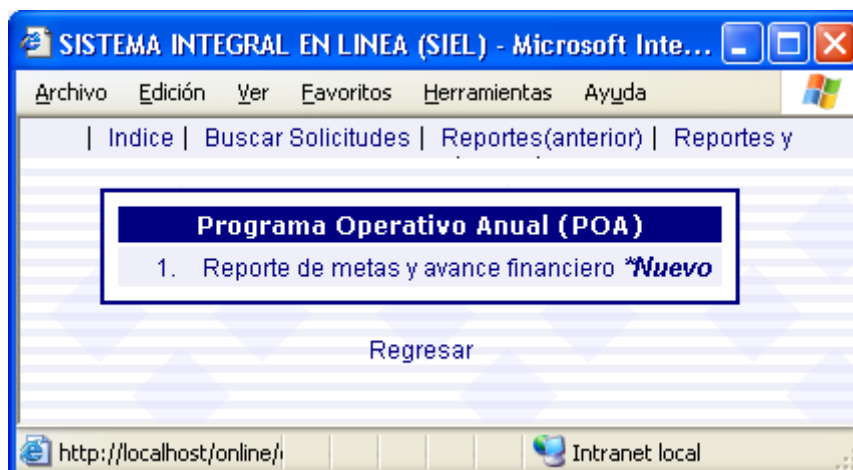 SISTEMA INTEGRAL EN LINEA (SIEL) - Microsoft Inte...
Archivo Edición Ver Favoritos Herramientas Ayuda
| Indice | Buscar Solicitudes | Reportes(anterior) | Reportes y
Programa Operativo Anual (POA)
1. Reporte de metas y avance financiero *Nuevo
Regresar
http://localhost/online/ Intranet local